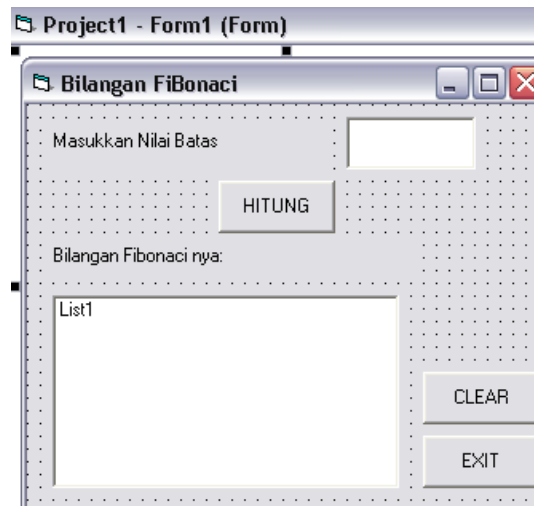 Project1 - Form1 (Form)
Bilangan FiBonaci
Masukkan Nilai Batas
HITUNG
Bilangan Fibonaci nya:
List1
CLEAR
EXIT